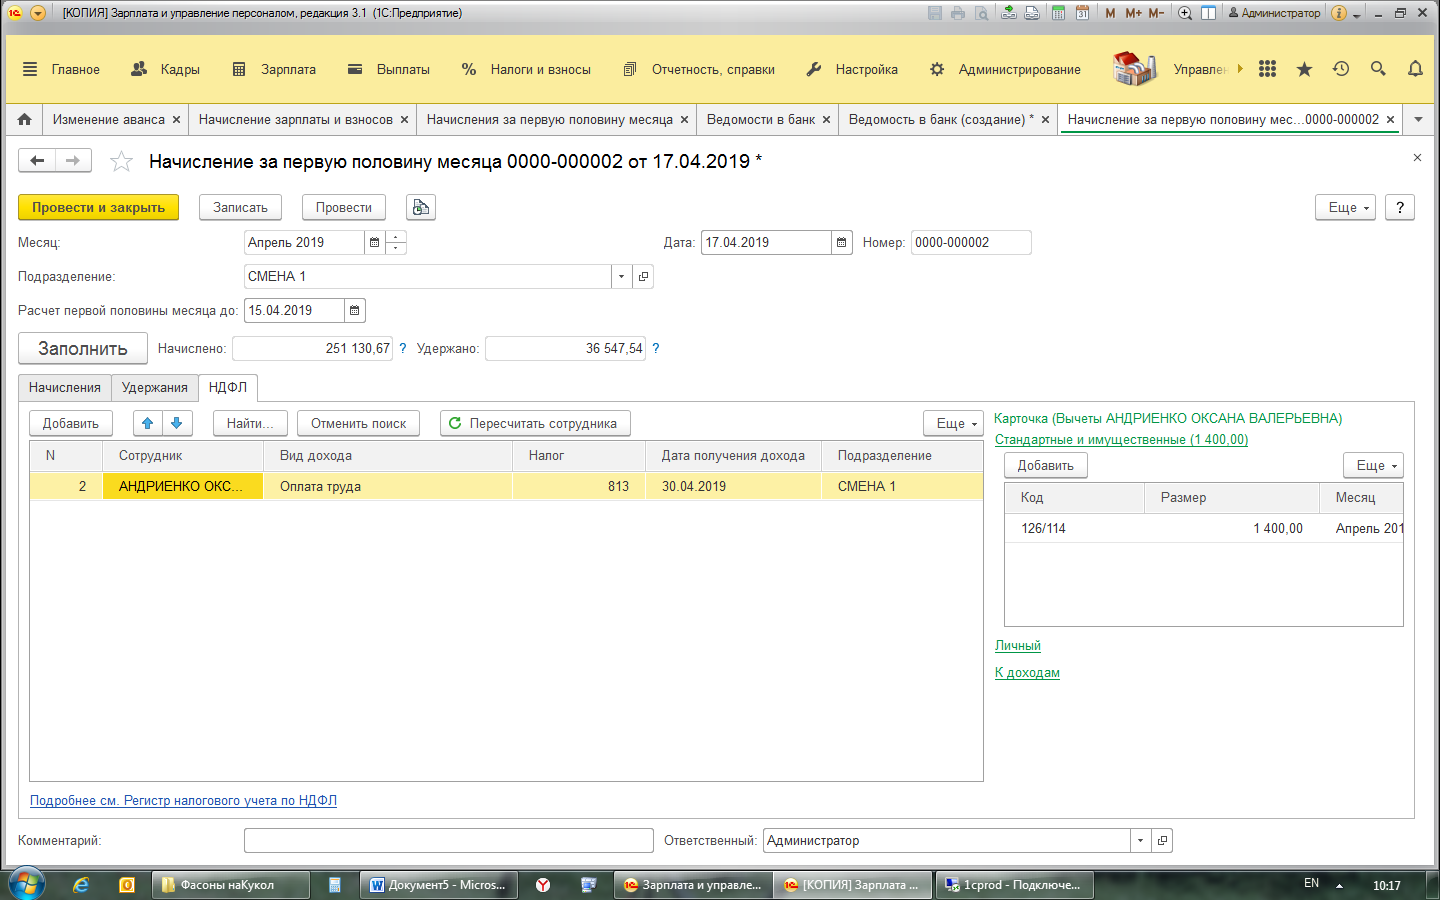 [КОПИЯ] Зарплата и управление персоналом, редакция 3.1 (1С:Предприятие)
M M+ M- Администратор
Главное Кадры Зарплата Выплаты Налоги и взносы Отчетность, справки Настройка Администрирование Управлен
Изменение аванса × Начисление зарплаты и взносов × Начисления за первую половину месяца × Ведомости в банк × Ведомость в банк (создание) * × Начисление за первую половину мес...0000-000002 ×
Начисление за первую половину месяца 0000-000002 от 17.04.2019 *
Провести и закрыть Записать Провести Еще ?
Месяц: Апрель 2019 Дата: 17.04.2019 Номер: 0000-000002
Подразделение: СМЕНА 1
Расчет первой половины месяца до: 15.04.2019
Заполнить Начислено: 251 130,67 ? Удержано: 36 547,54 ?
Начисления Удержания НДФЛ
Добавить Найти... Отменить поиск Пересчитать сотрудника Еще
N Сотрудник Вид дохода Налог Дата получения дохода Подразделение
2 АНДРИЕНКО ОКС... Оплата труда 813 30.04.2019 СМЕНА 1
Карточка (Вычеты АНДРИЕНКО ОКСАНА ВАЛЕРЬЕВНА)
Стандартные и имущественные (1 400,00)
Добавить Еще
Код Размер Месяц
126/114 1 400,00 Апрель 201
Личный
К доходам
Подробнее см. Регистр налогового учета по НДФЛ
Комментарий: Ответственный: Администратор
Фасоны наКукол Документ5 - Micros... Зарплата и управле... [КОПИЯ] Зарплата ... 1cprod - Подключе... EN 10:17